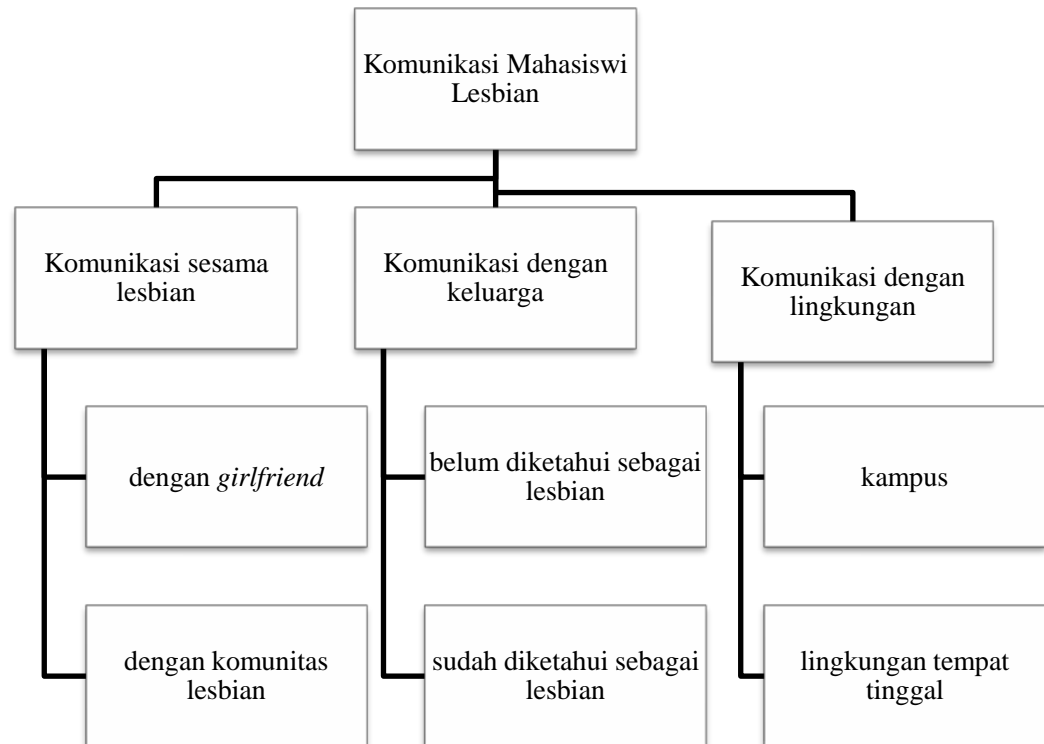 Komunikasi Mahasiswi
Lesbian
Komunikasi sesama
lesbian
Komunikasi dengan
keluarga
Komunikasi dengan
lingkungan
dengan girlfriend
belum diketahui sebagai
lesbian
kampus
dengan komunitas
lesbian
sudah diketahui sebagai
lesbian
lingkungan tempat
tinggal